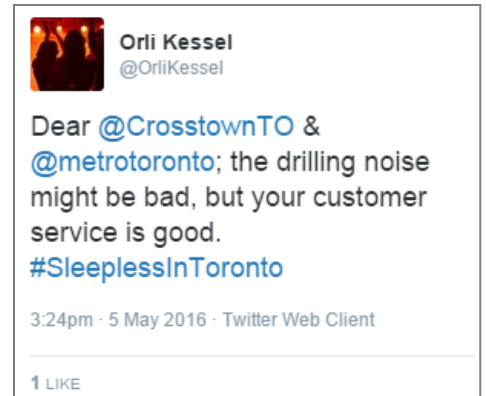 Orli Kessel
@OrliKessel
Dear @CrosstownTO &
@metrotoronto; the drilling noise
might be bad, but your customer
service is good.
#SleeplessInToronto
3:24pm · 5 May 2016 · Twitter Web Client
1 LIKE